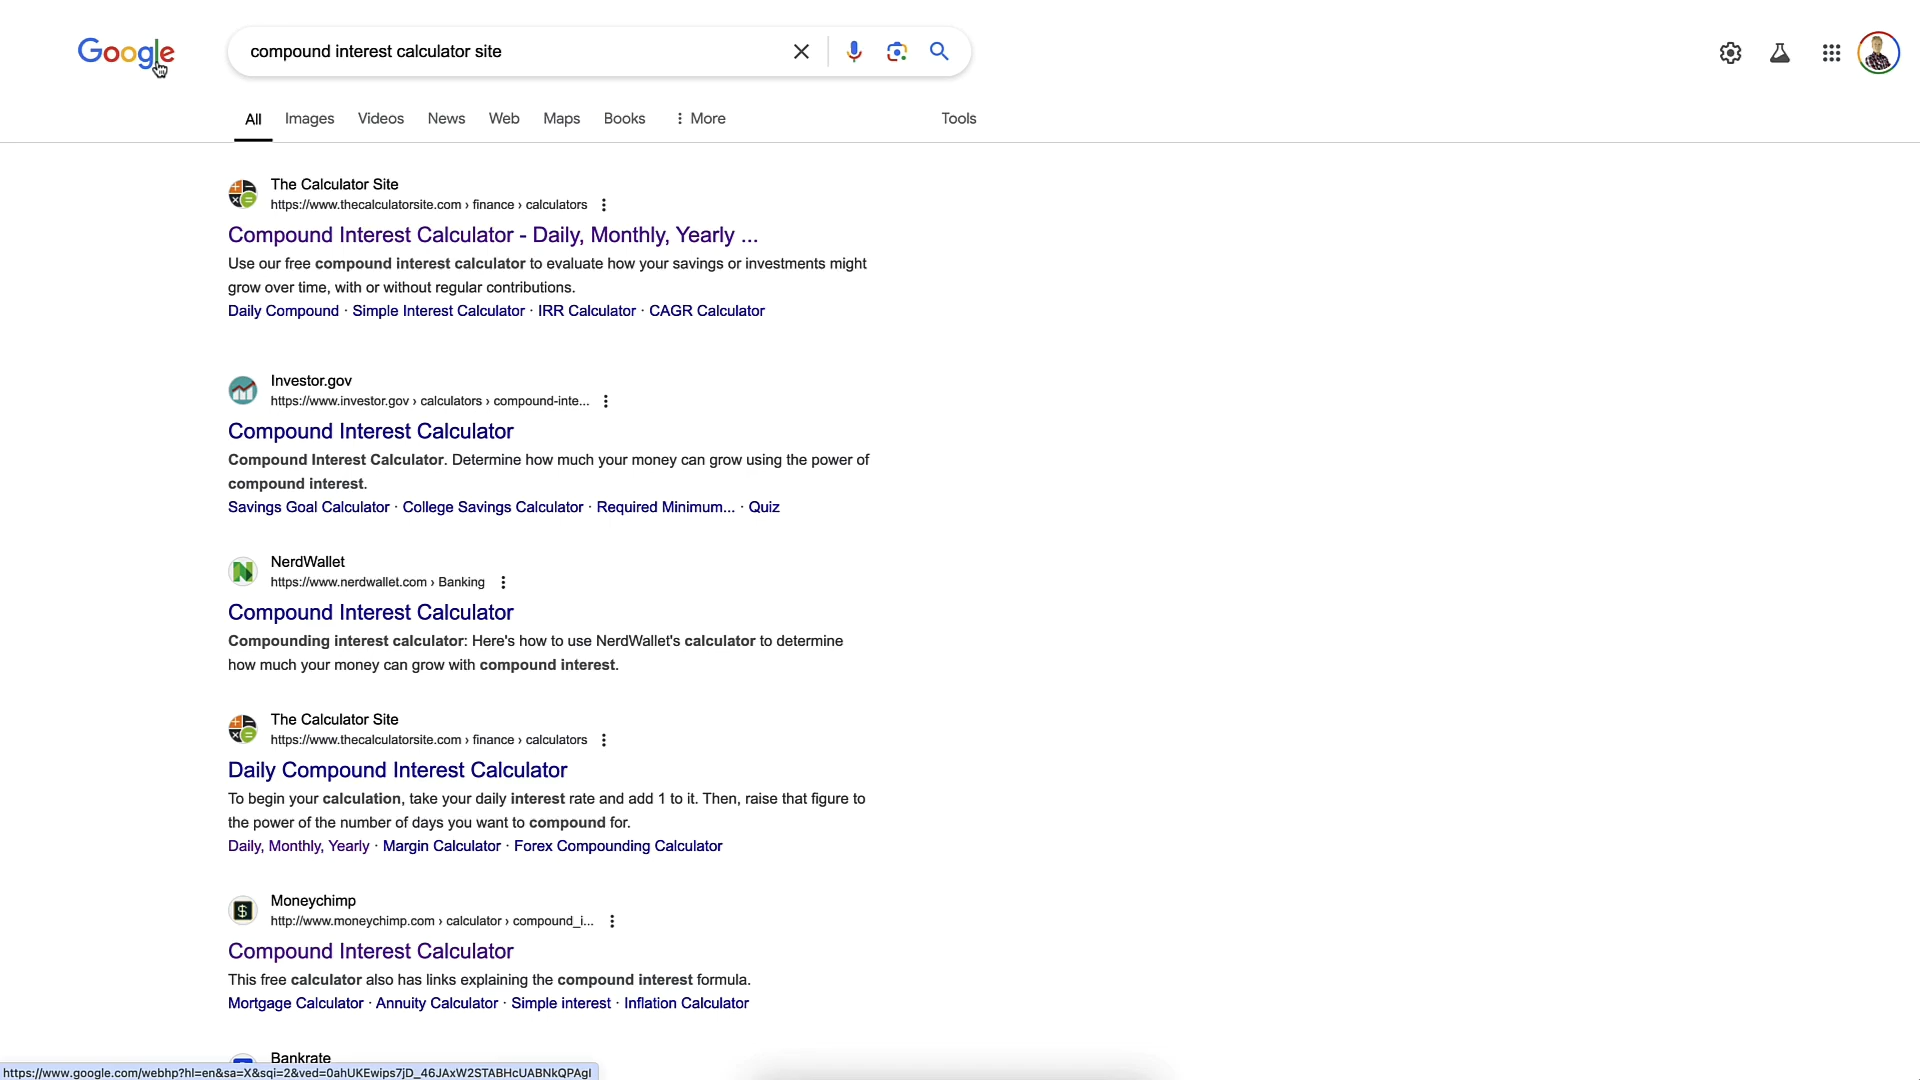 Google
compound interest calculator site
All Images Videos News Web Maps Books More Tools
The Calculator Site
https://www.thecalculatorsite.com › finance › calculators
Compound Interest Calculator - Daily, Monthly, Yearly ...
Use our free compound interest calculator to evaluate how your savings or investments might
grow over time, with or without regular contributions.
Daily Compound · Simple Interest Calculator · IRR Calculator · CAGR Calculator
Investor.gov
https://www.investor.gov › calculators › compound-inte...
Compound Interest Calculator
Compound Interest Calculator. Determine how much your money can grow using the power of
compound interest.
Savings Goal Calculator · College Savings Calculator · Required Minimum... · Quiz
NerdWallet
https://www.nerdwallet.com › Banking
Compound Interest Calculator
Compounding interest calculator: Here's how to use NerdWallet's calculator to determine
how much your money can grow with compound interest.
The Calculator Site
https://www.thecalculatorsite.com › finance › calculators
Daily Compound Interest Calculator
To begin your calculation, take your daily interest rate and add 1 to it. Then, raise that figure to
the power of the number of days you want to compound for.
Daily, Monthly, Yearly · Margin Calculator · Forex Compounding Calculator
Moneychimp
http://www.moneychimp.com › calculator › compound_i...
Compound Interest Calculator
This free calculator also has links explaining the compound interest formula.
Mortgage Calculator · Annuity Calculator · Simple interest · Inflation Calculator
Bankrate
https://www.google.com/webhp?hl=en&sa=X&sqi=2&ved=0ahUKEwips7jD_46JAxW2STABHcUABNkQPAgI